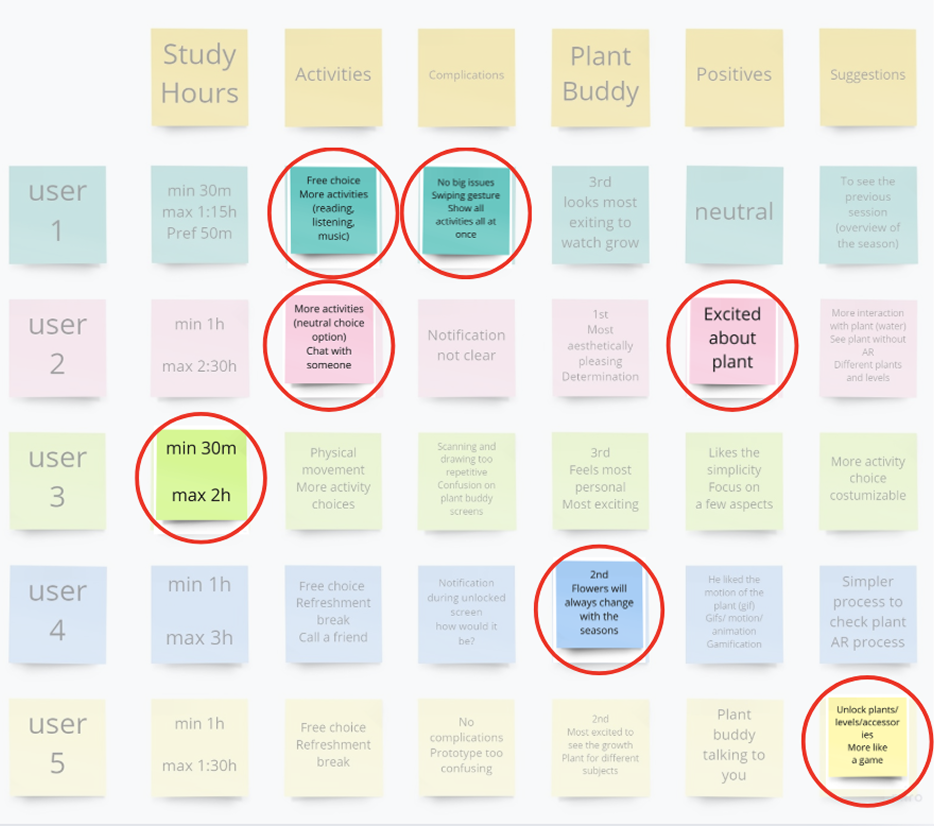 Study
Hours
Activities
Complications
Plant
Buddy
Positives
Suggestions
user
1
min 30m
max 1:15h
Pref 50m
Free choice
More activities
(reading,
listening,
music)
No big issues
Swiping gesture
Show all
activities all at
once
3rd
looks most
exiting to
watch grow
neutral
To see the
previous
session
(overview of
the season)
user
2
min 1h
max 2:30h
More activities
(neutral choice
option)
Chat with
someone
Notification
not clear
1st
Most
aesthetically
pleasing
Determination
Excited
about
plant
More interaction
with plant (water)
See plant without
AR
Different plants
and levels
user
3
min 30m
max 2h
Physical
movement
More activity
choices
Scanning and
drawing too
repetitive
Confusion on
plant buddy
screens
3rd
Feels most
personal
Most exciting
Likes the
simplicity
Focus on
a few aspects
More activity
choice
costumizable
user
4
min 1h
max 3h
Free choice
Refreshment
break
Call a friend
Notification
during unlocked
screen
how would it
be?
2nd
Flowers will
always change
with the
seasons
He liked the
motion of the
plant (gif)
Gifs/ motion/
animation
Gamification
Simpler
process to
check plant
AR process
user
5
min 1h
max 1:30h
Free choice
Refreshment
break
No
complications
Prototype too
confusing
2nd
Most excited to
see the growth
Plant for different
subjects
Plant
buddy
talking to
you
Unlock plants/
levels/accessor
ies
More like
a game